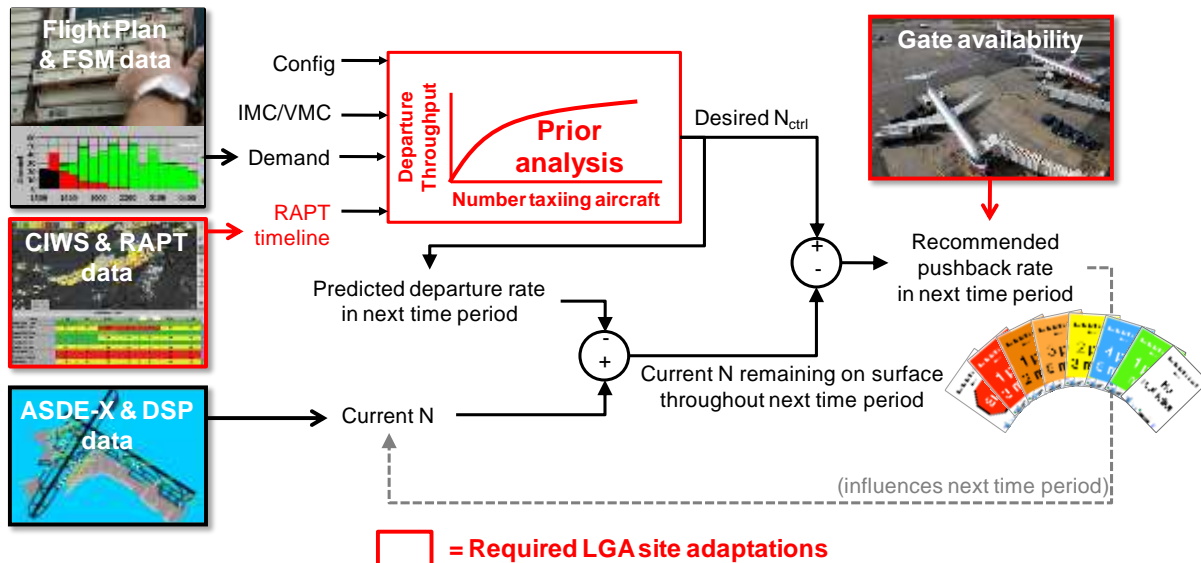 Flight Plan
& FSM data
Config
IMC/VMC
Demand
RAPT
timeline
Departure
Throughput
Prior
analysis
Number taxiing aircraft
Desired Nctrl
Gate availability
CIWS & RAPT
data
Predicted departure rate
in next time period
+
-
Recommended
pushback rate
in next time period
-
+
Current N remaining on surface
throughout next time period
ASDE-X & DSP
data
Current N
(influences next time period)
= Required LGA site adaptations